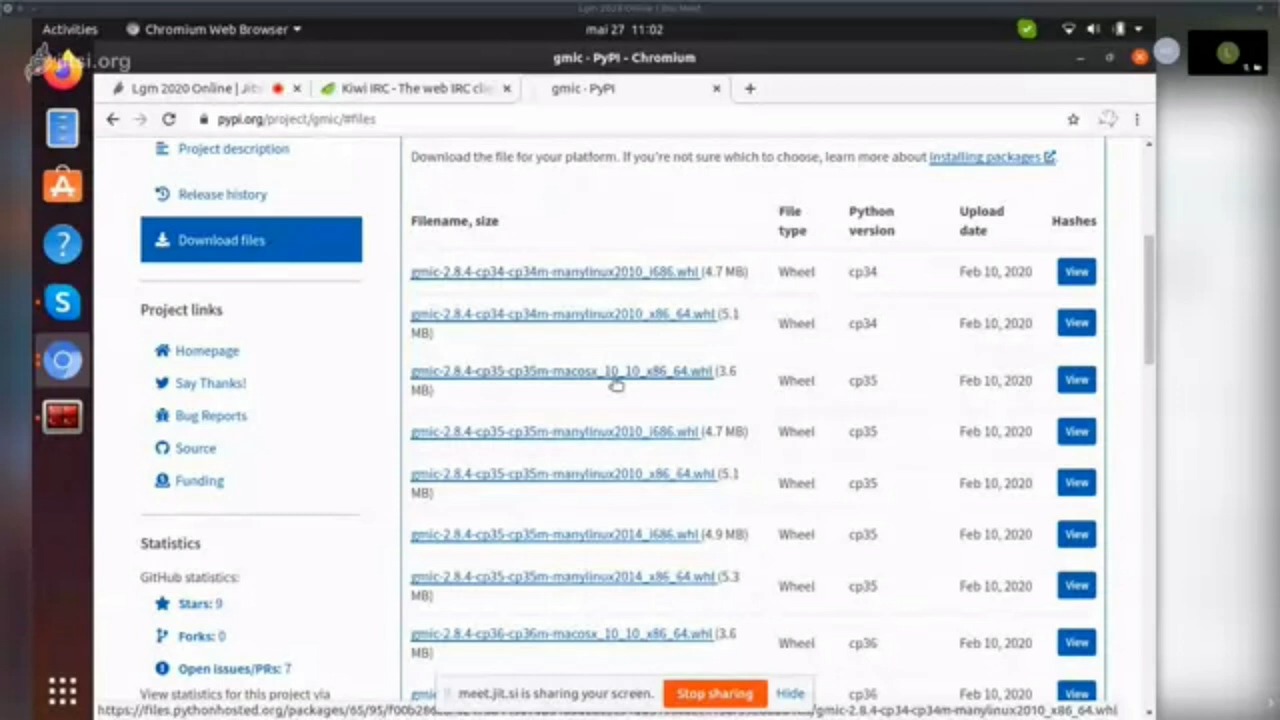 Lgm 2020 Online | Jitsi Meet
Activities
Chromium Web Browser
mai 27 11:02
jitsi.org
gmic · PyPI - Chromium
Lgm 2020 Online | Jits
Kiwi IRC - The web IRC clie
gmic · PyPI
pypi.org/project/gmic/#files
Project description
Release history
Download files
Project links
Homepage
Say Thanks!
Bug Reports
Source
Funding
Statistics
GitHub statistics:
Stars: 9
Forks: 0
Open issues/PRs: 7
View statistics for this project via
Download the file for your platform. If you're not sure which to choose, learn more about installing packages.
Filename, size
File type
Python version
Upload date
Hashes
gmic-2.8.4-cp34-cp34m-manylinux2010_i686.whl (4.7 MB) Wheel cp34 Feb 10, 2020 View
gmic-2.8.4-cp34-cp34m-manylinux2010_x86_64.whl (5.1 MB) Wheel cp34 Feb 10, 2020 View
gmic-2.8.4-cp35-cp35m-macosx_10_10_x86_64.whl (3.6 MB) Wheel cp35 Feb 10, 2020 View
gmic-2.8.4-cp35-cp35m-manylinux2010_i686.whl (4.7 MB) Wheel cp35 Feb 10, 2020 View
gmic-2.8.4-cp35-cp35m-manylinux2010_x86_64.whl (5.1 MB) Wheel cp35 Feb 10, 2020 View
gmic-2.8.4-cp35-cp35m-manylinux2014_i686.whl (4.9 MB) Wheel cp35 Feb 10, 2020 View
gmic-2.8.4-cp35-cp35m-manylinux2014_x86_64.whl (5.3 MB) Wheel cp35 Feb 10, 2020 View
gmic-2.8.4-cp36-cp36m-macosx_10_10_x86_64.whl (3.6 MB) Wheel cp36 Feb 10, 2020 View
gmic Wheel cp36 Feb 10, 2020 View
meet.jit.si is sharing your screen.
Stop sharing
Hide
gmic-2.8.4-cp34-cp34m-manylinux2010_x86_64.whl